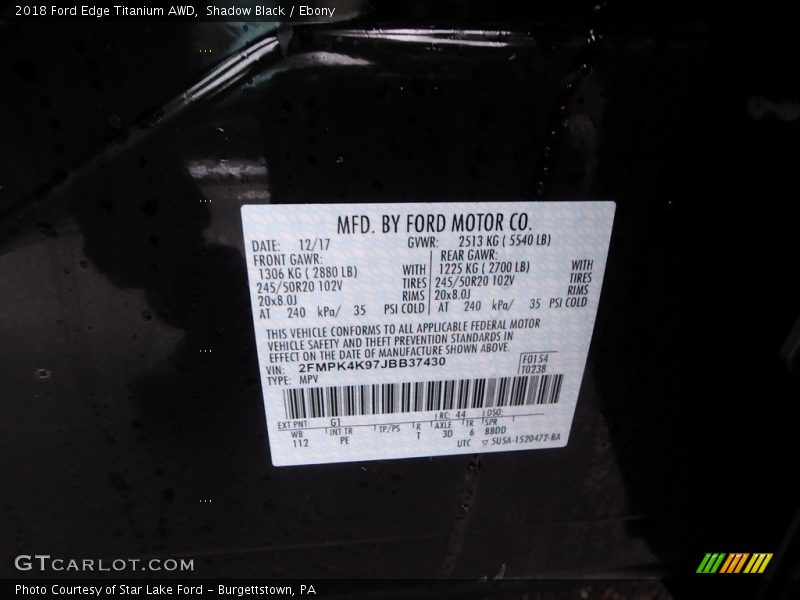 2018 Ford Edge Titanium AWD, Shadow Black / Ebony
MFD. BY FORD MOTOR CO.
DATE: 12/17 GVWR: 2513 KG ( 5540 LB)
FRONT GAWR: REAR GAWR:
1306 KG ( 2880 LB) WITH 1225 KG ( 2700 LB) WITH
245/50R20 102V TIRES 245/50R20 102V TIRES
20x8.0J RIMS 20x8.0J RIMS
AT 240 kPa/ 35 PSI COLD AT 240 kPa/ 35 PSI COLD
THIS VEHICLE CONFORMS TO ALL APPLICABLE FEDERAL MOTOR
VEHICLE SAFETY AND THEFT PREVENTION STANDARDS IN
EFFECT ON THE DATE OF MANUFACTURE SHOWN ABOVE.
VIN: 2FMPK4K97JBB37430 F0154
TYPE: MPV T0238
EXT PNT: G1 RC: 44 DSO:
WB INT TR TP/PS R AXLE TR SPR
112 PE T 3D 6 BBDD
UTC ▽ 5USA-1520472-BA
GTCARLOT.COM
Photo Courtesy of Star Lake Ford – Burgettstown, PA